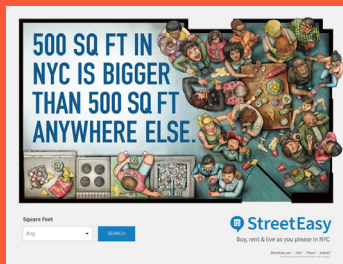 500 SQ FT IN
NYC IS BIGGER
THAN 500 SQ FT
ANYWHERE ELSE.
Square Feet
Any
SEARCH
StreetEasy
Buy, rent & live as you please in NYC